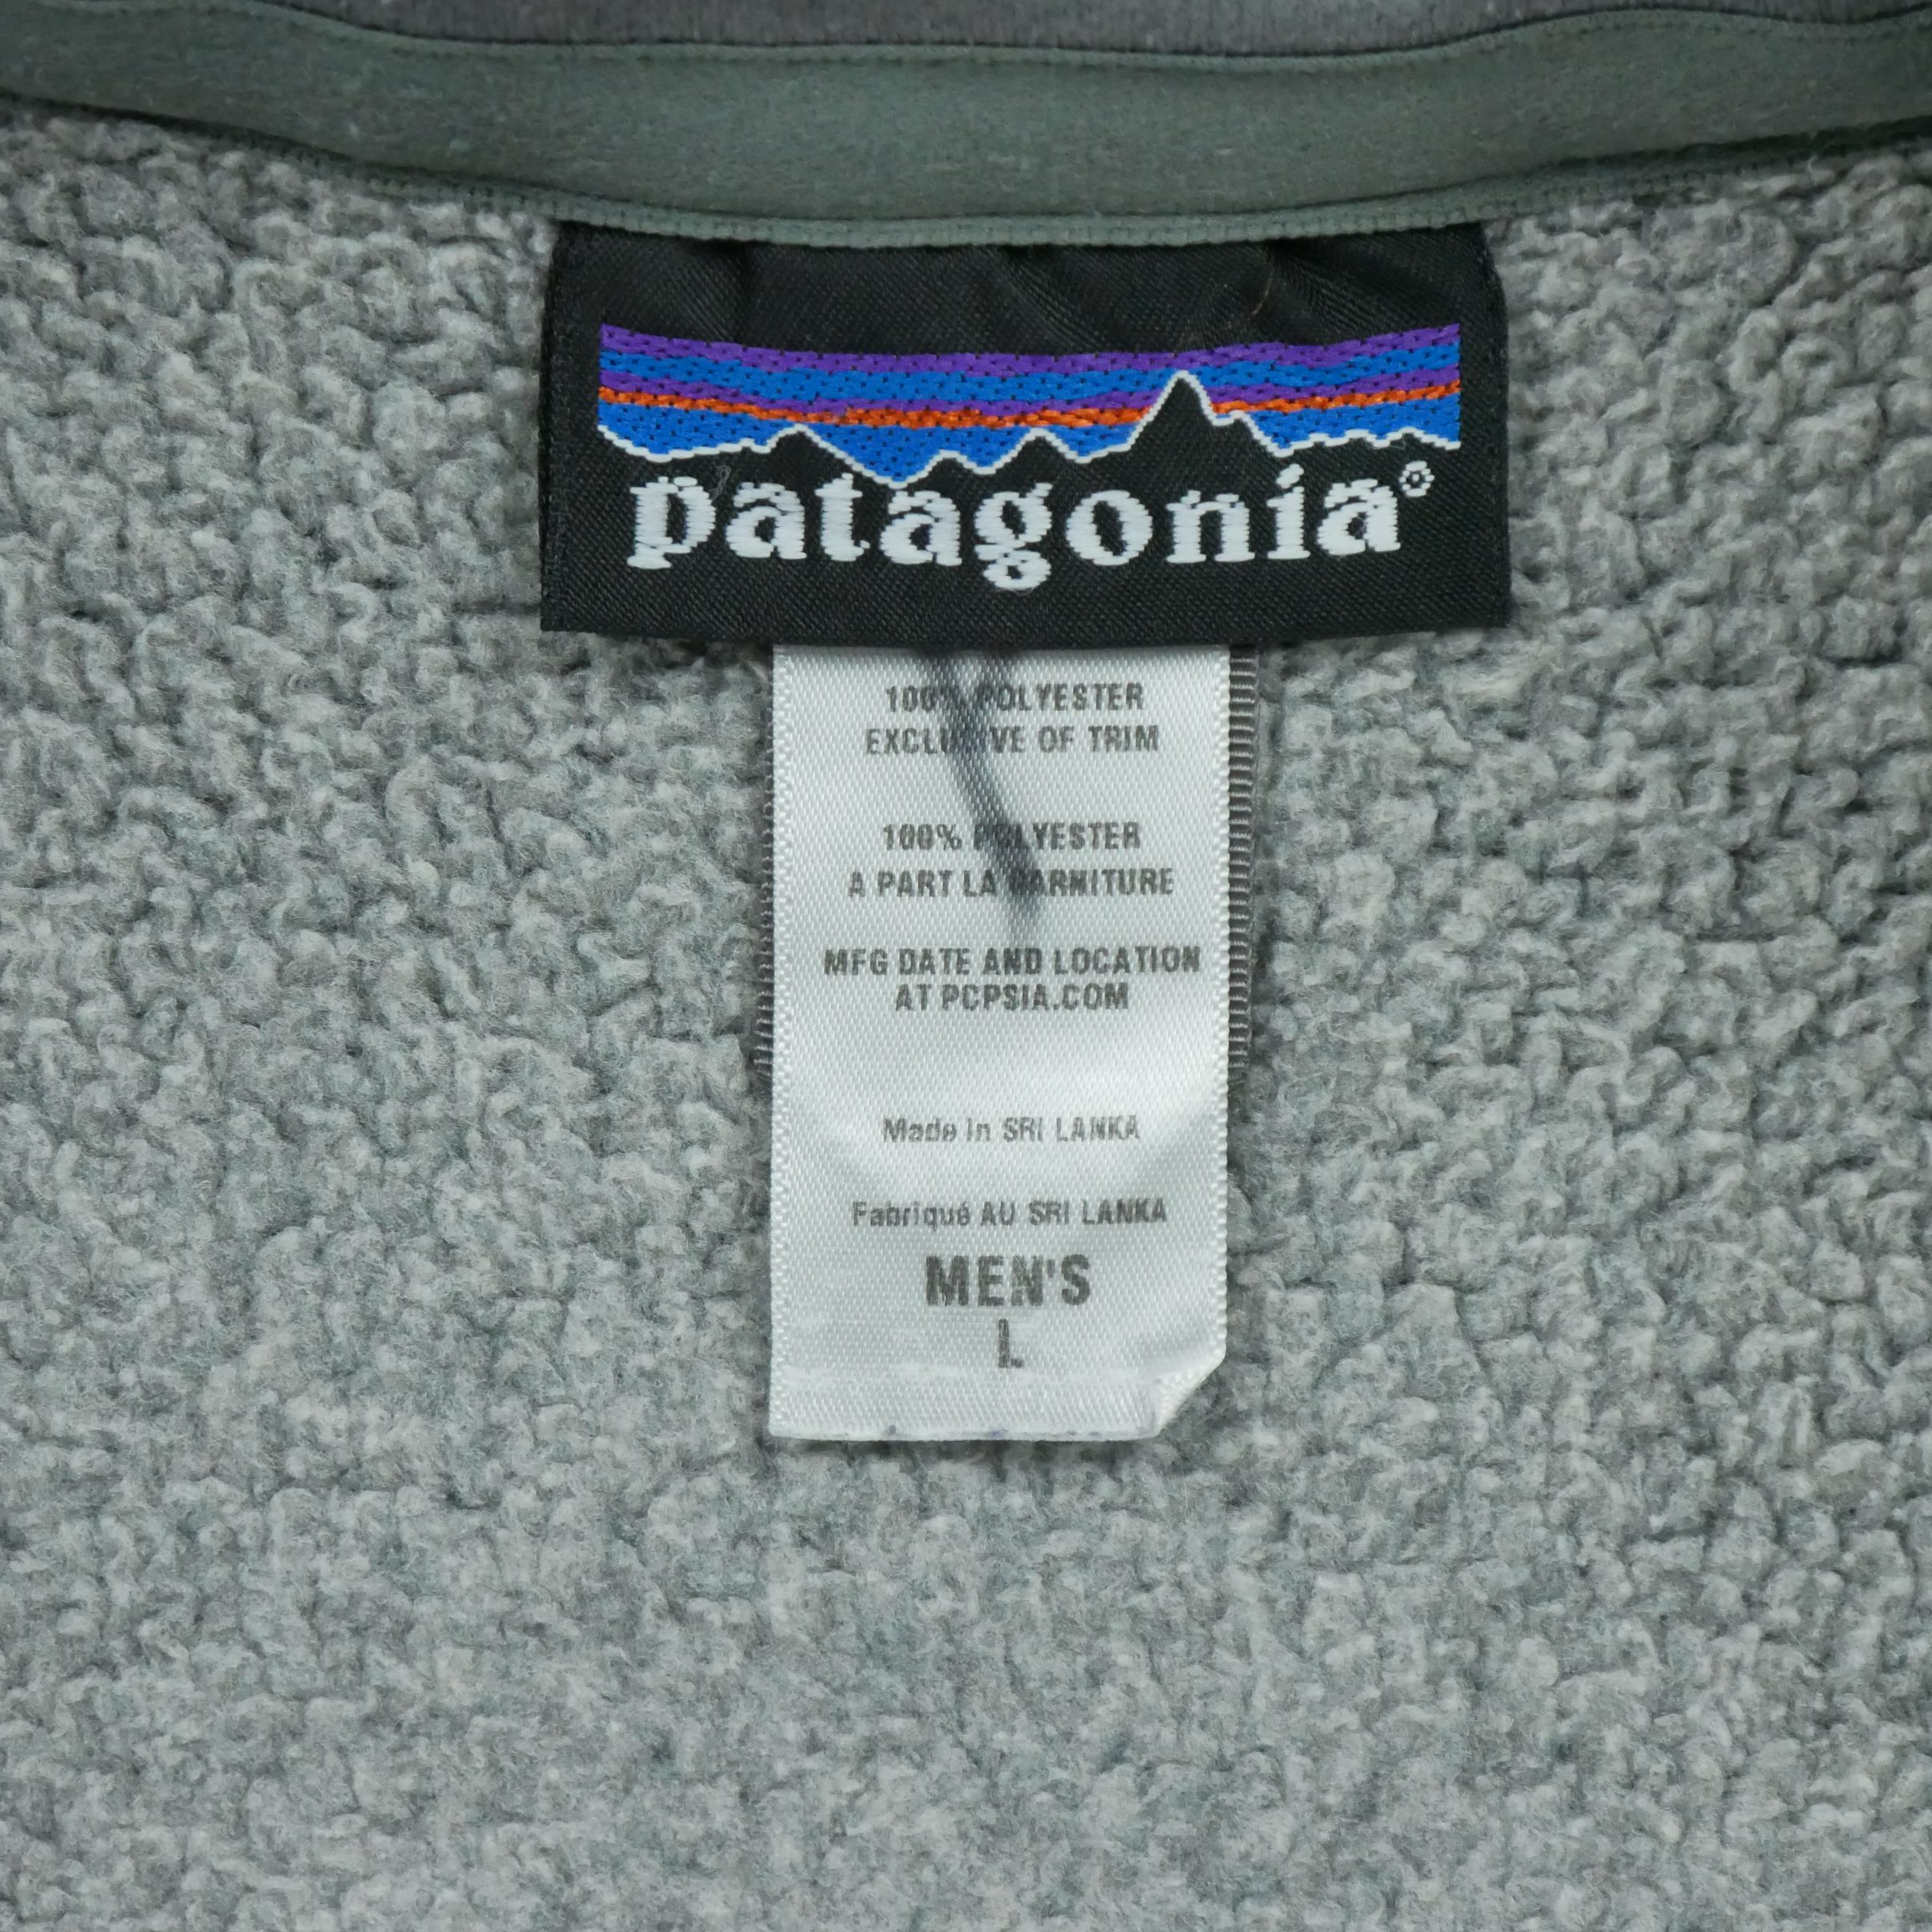 patagonia®
100% POLYESTER
EXCLUSIVE OF TRIM
100% POLYESTER
A PART LA GARNITURE
MFG DATE AND LOCATION
AT PCPSIA.COM
Made in SRI LANKA
Fabriqué AU SRI LANKA
MEN'S
L